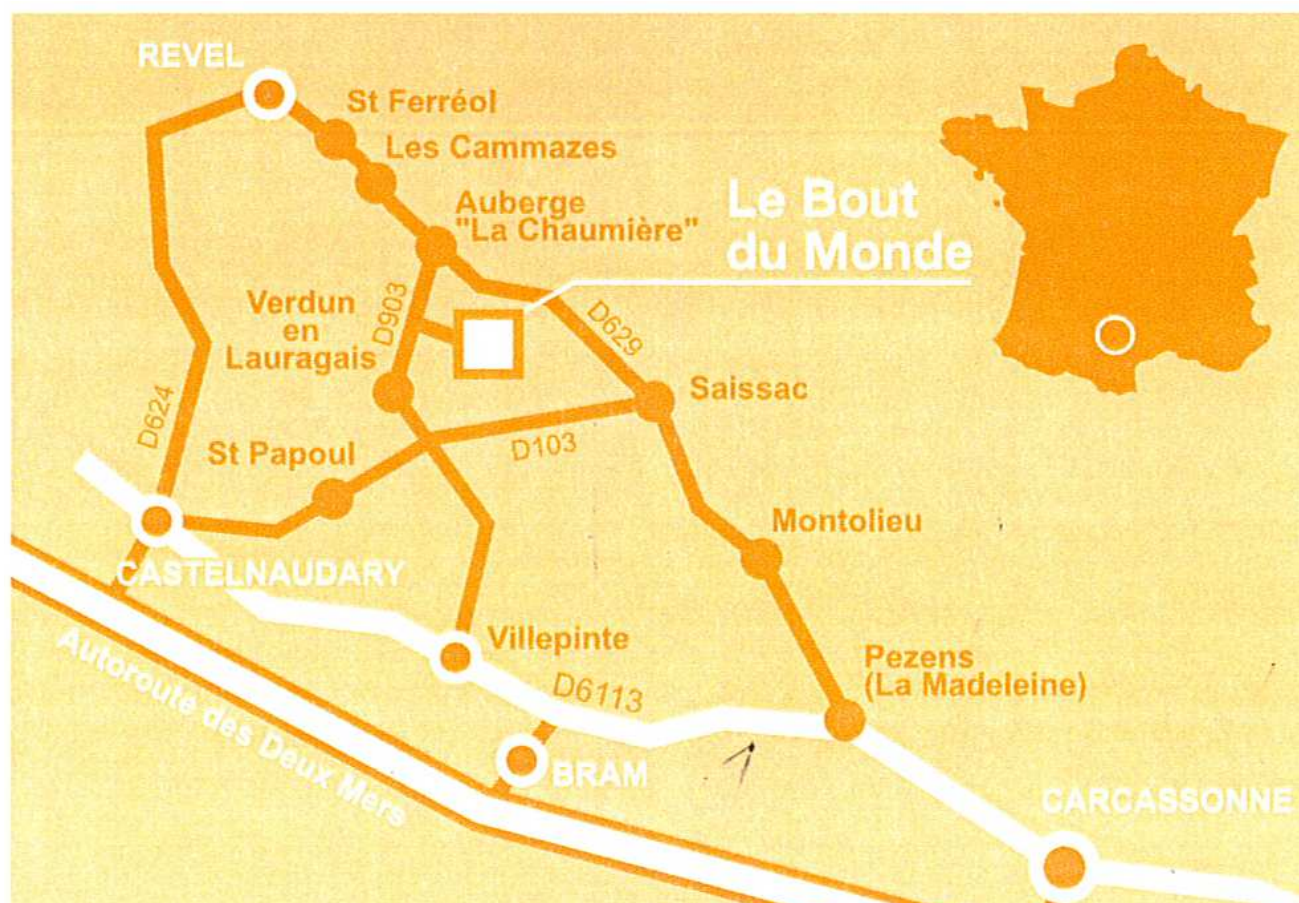 REVEL
St Ferréol
Les Cammazes
Auberge
"La Chaumière"
Le Bout
du Monde
Verdun
en
Lauragais
D903
D629
Saissac
D624
St Papoul
D103
Montolieu
CASTELNAUDARY
Villepinte
Pezens
(La Madeleine)
D6113
Autoroute des Deux Mers
BRAM
CARCASSONNE